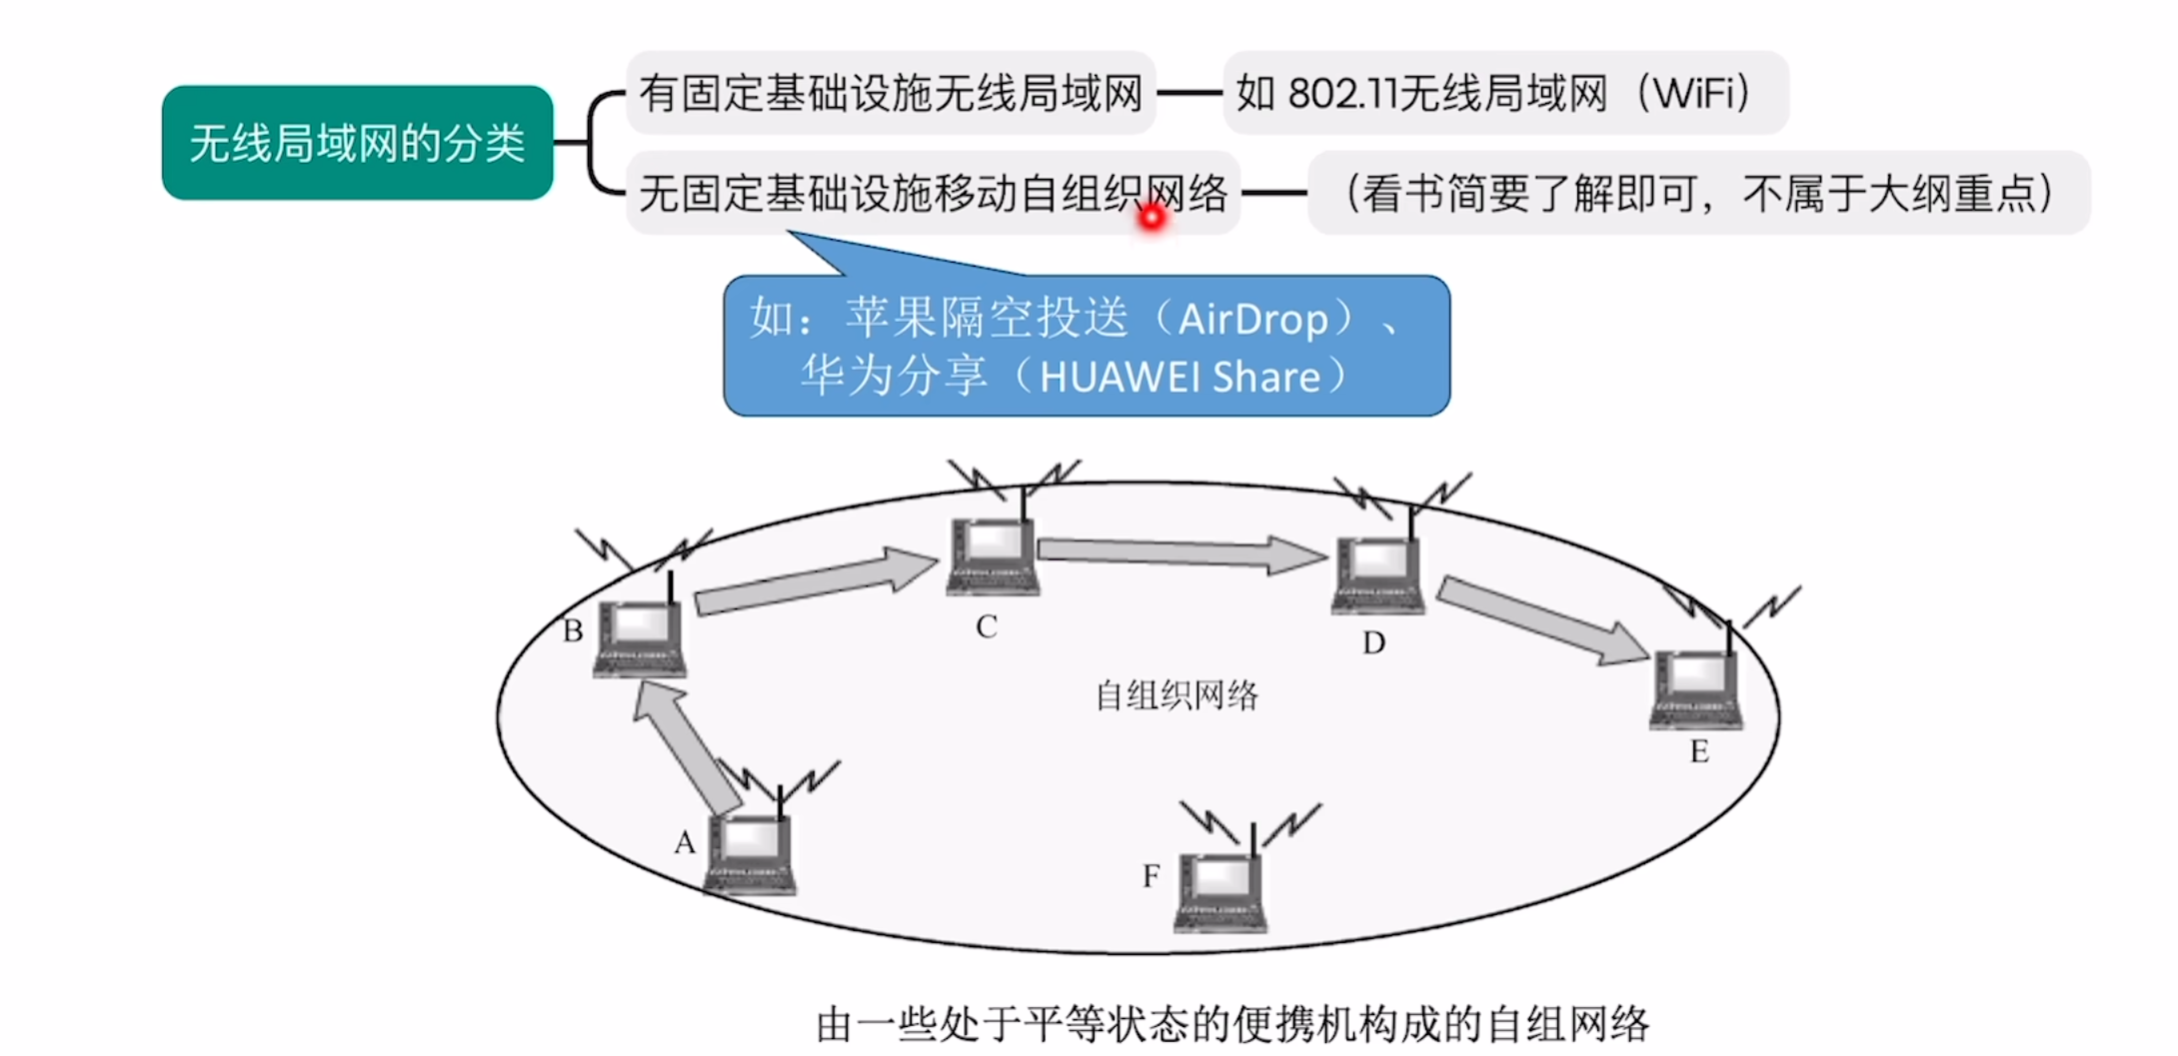 无线局域网的分类
有固定基础设施无线局域网
如 802.11无线局域网（WiFi）
无固定基础设施移动自组织网络
（看书简要了解即可，不属于大纲重点）
如：苹果隔空投送（AirDrop）、
华为分享（HUAWEI Share）
C
B
D
自组织网络
E
A
F
由一些处于平等状态的便携机构成的自组网络